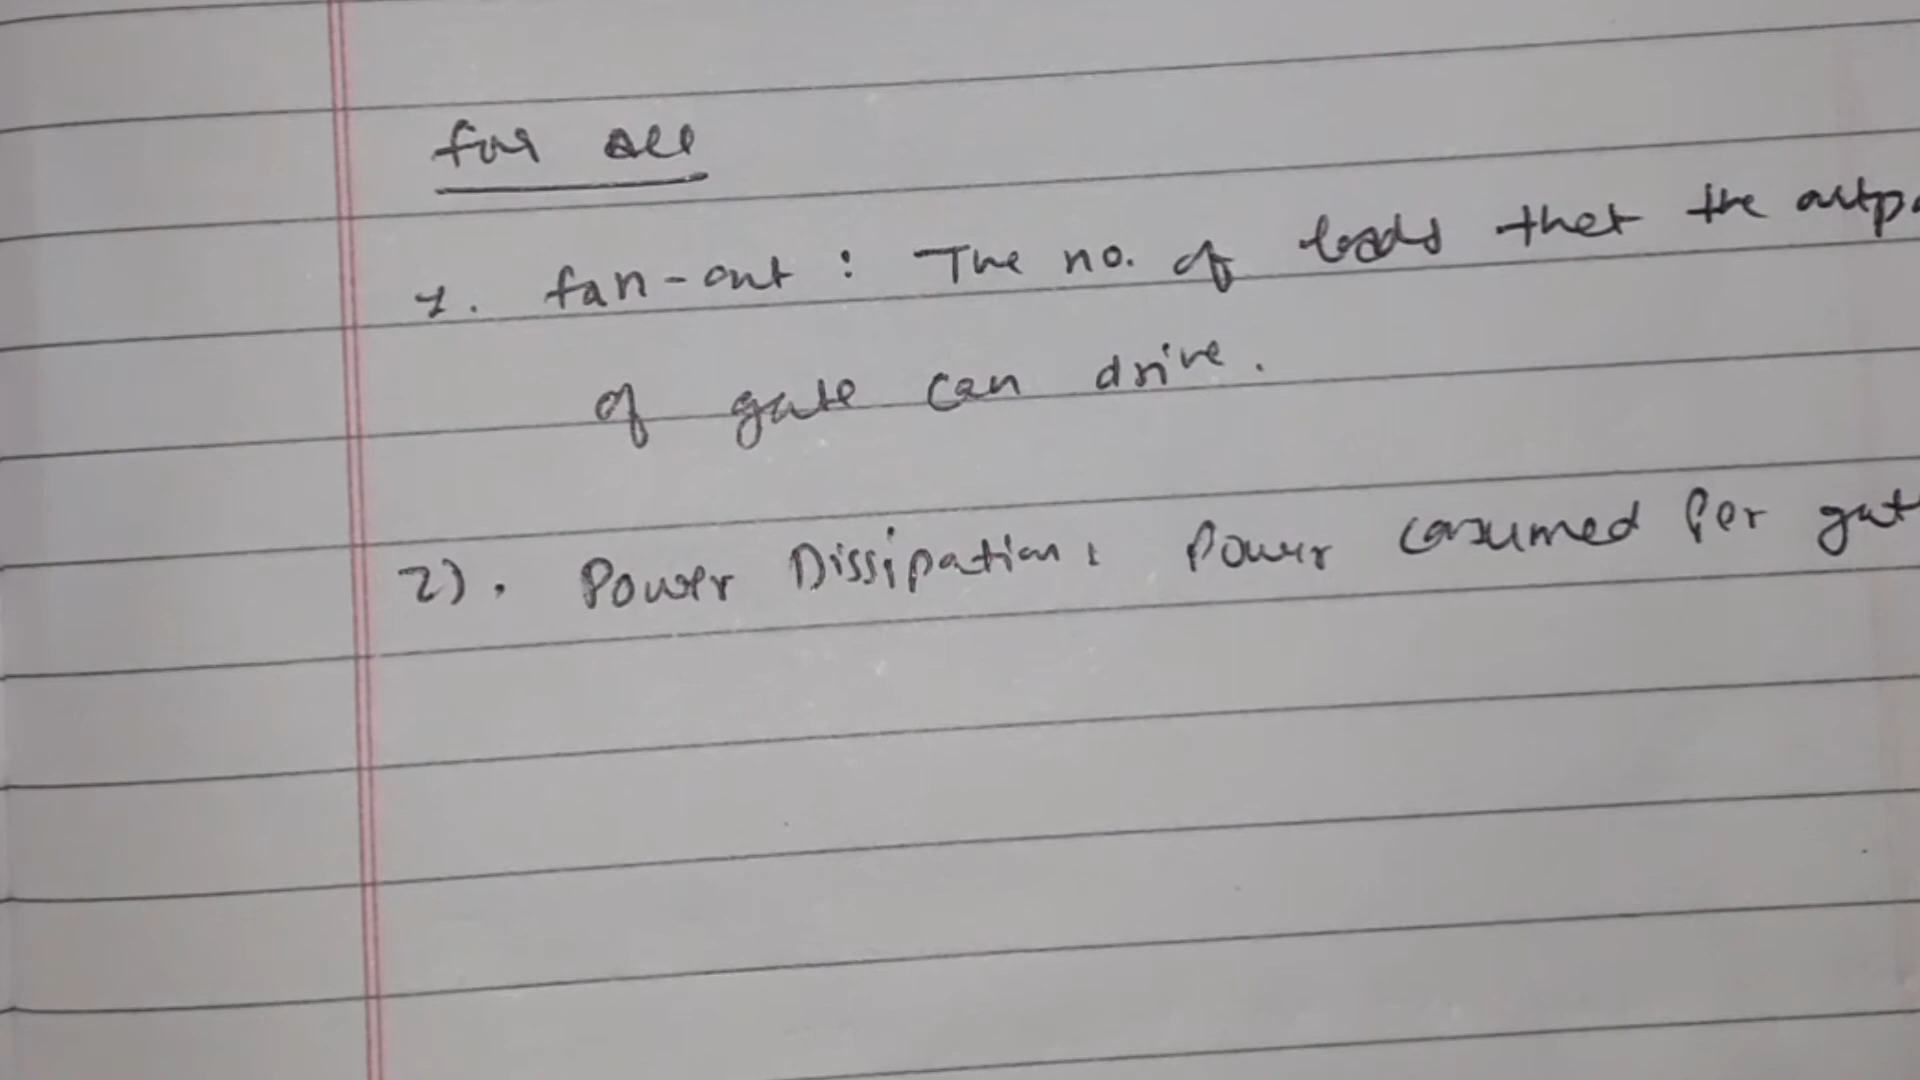 for all
1. fan-out : The no. of loads that the outp
of gate can drive.
2). Power Dissipation : Power consumed Per gat